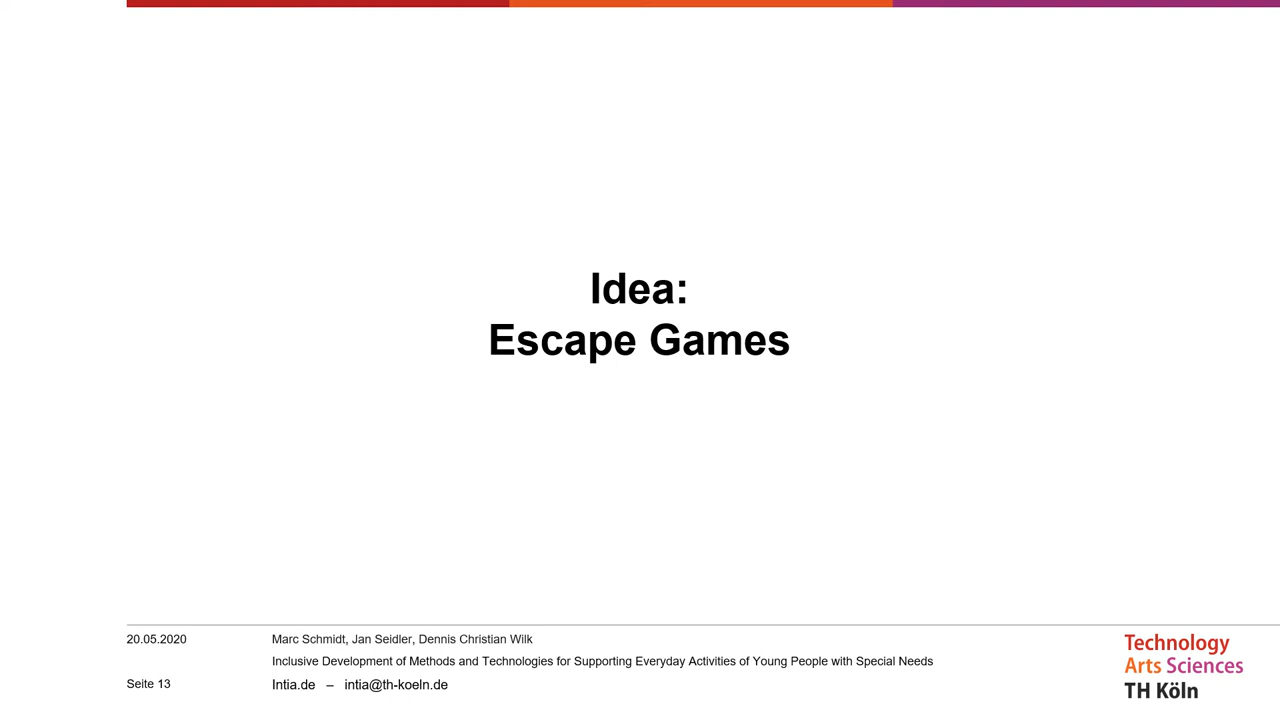 Idea:
Escape Games
20.05.2020
Marc Schmidt, Jan Seidler, Dennis Christian Wilk
Inclusive Development of Methods and Technologies for Supporting Everyday Activities of Young People with Special Needs
Seite 13
Intia.de – intia@th-koeln.de
Technology
Arts Sciences
TH Köln